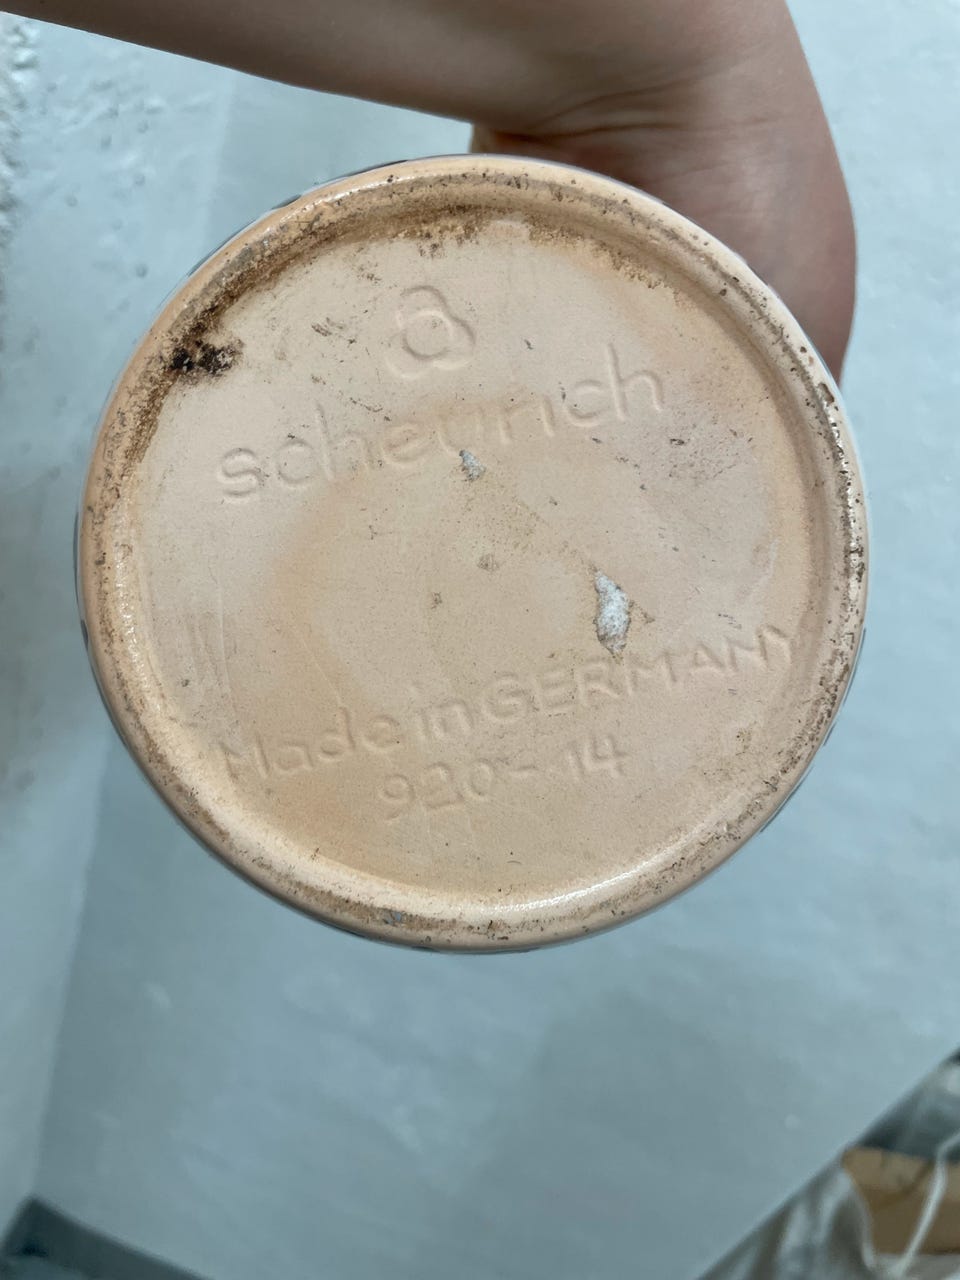 scheurich
Made in GERMANY
920-14